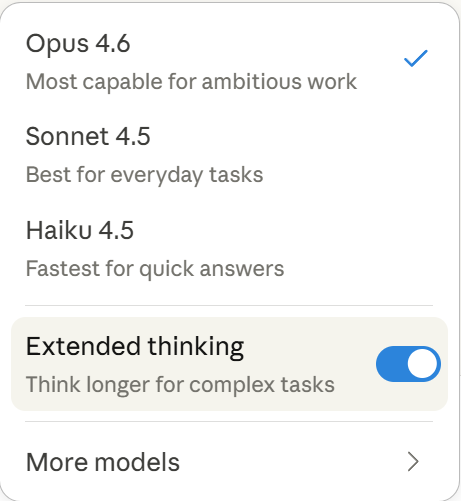 Opus 4.6
Most capable for ambitious work
Sonnet 4.5
Best for everyday tasks
Haiku 4.5
Fastest for quick answers
Extended thinking
Think longer for complex tasks
More models